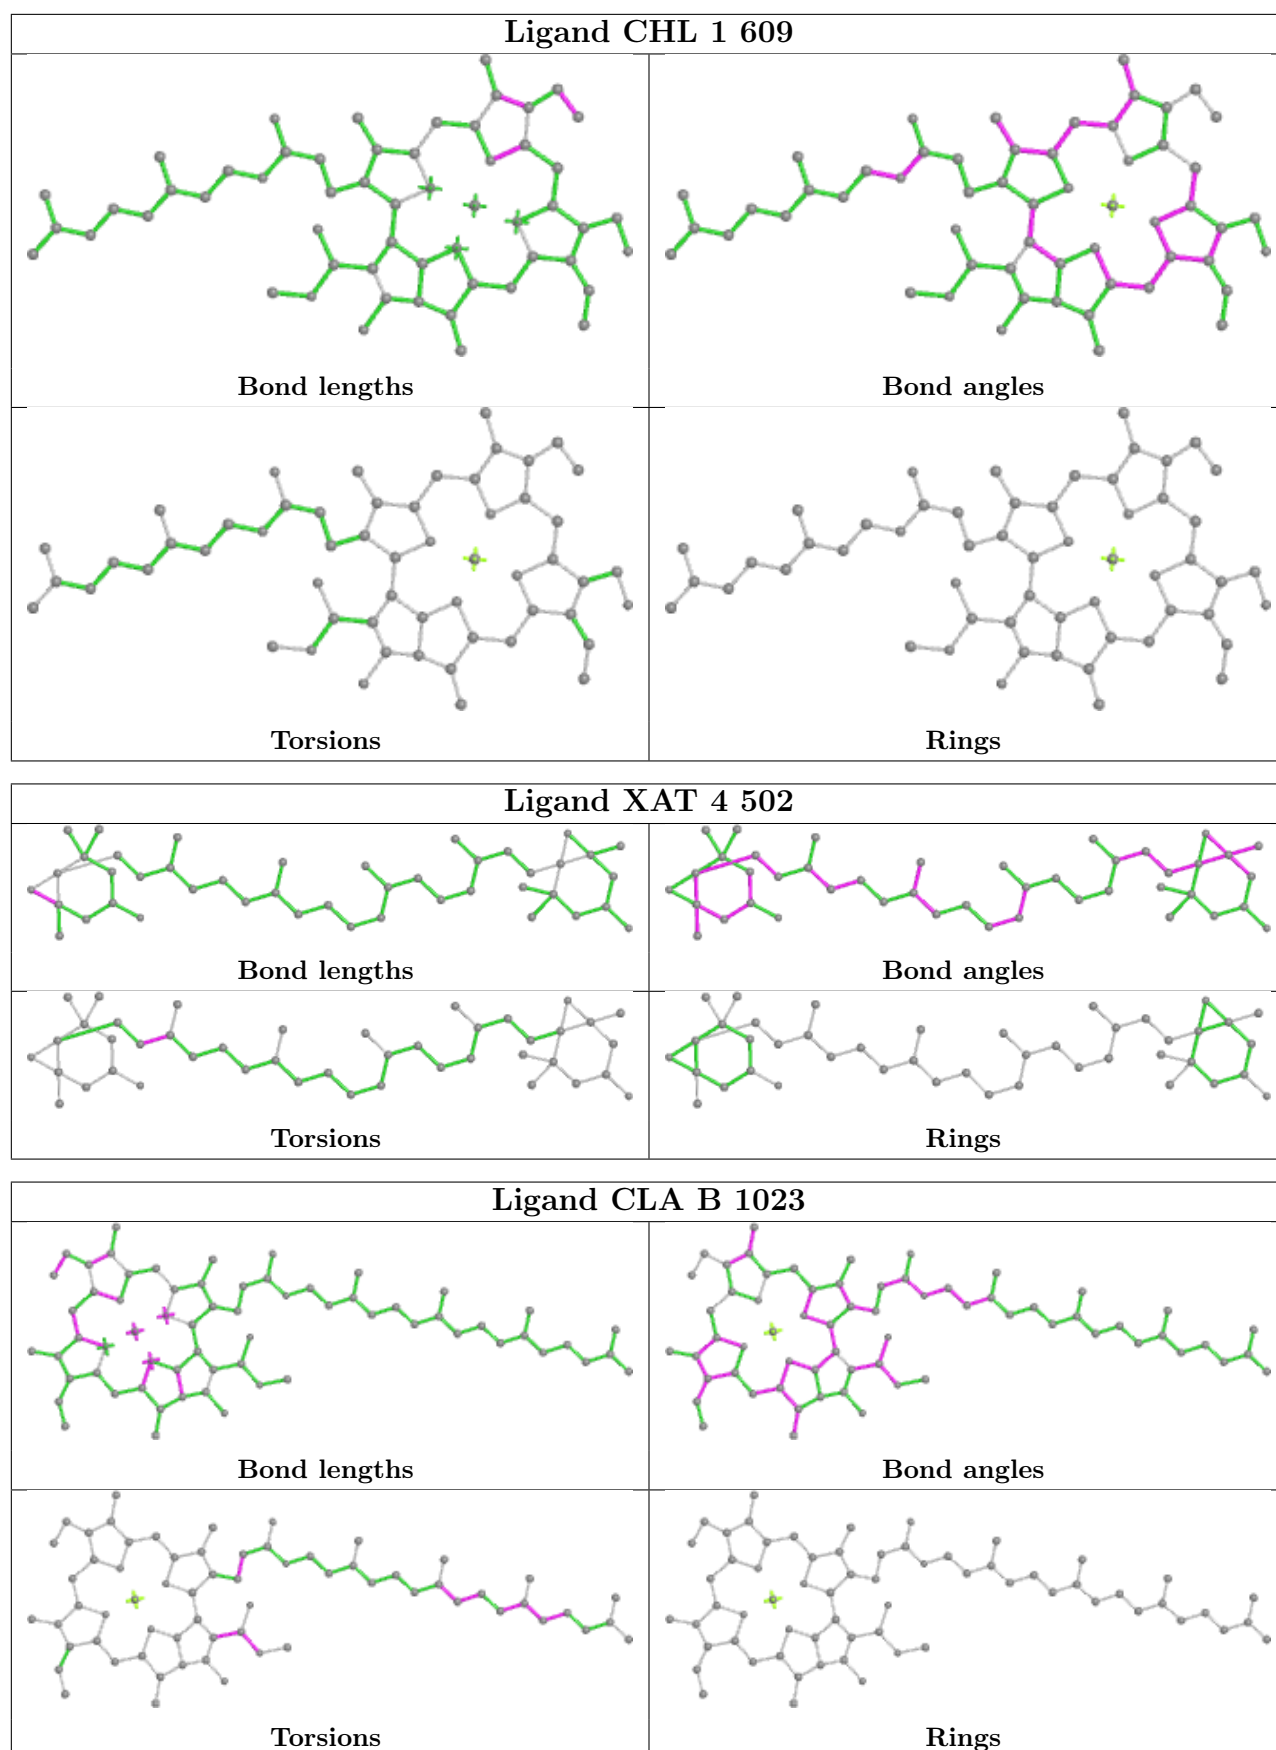 Ligand CHL 1 609
Bond lengths
Bond angles
Torsions
Rings
Ligand XAT 4 502
Bond lengths
Bond angles
Torsions
Rings
Ligand CLA B 1023
Bond lengths
Bond angles
Torsions
Rings